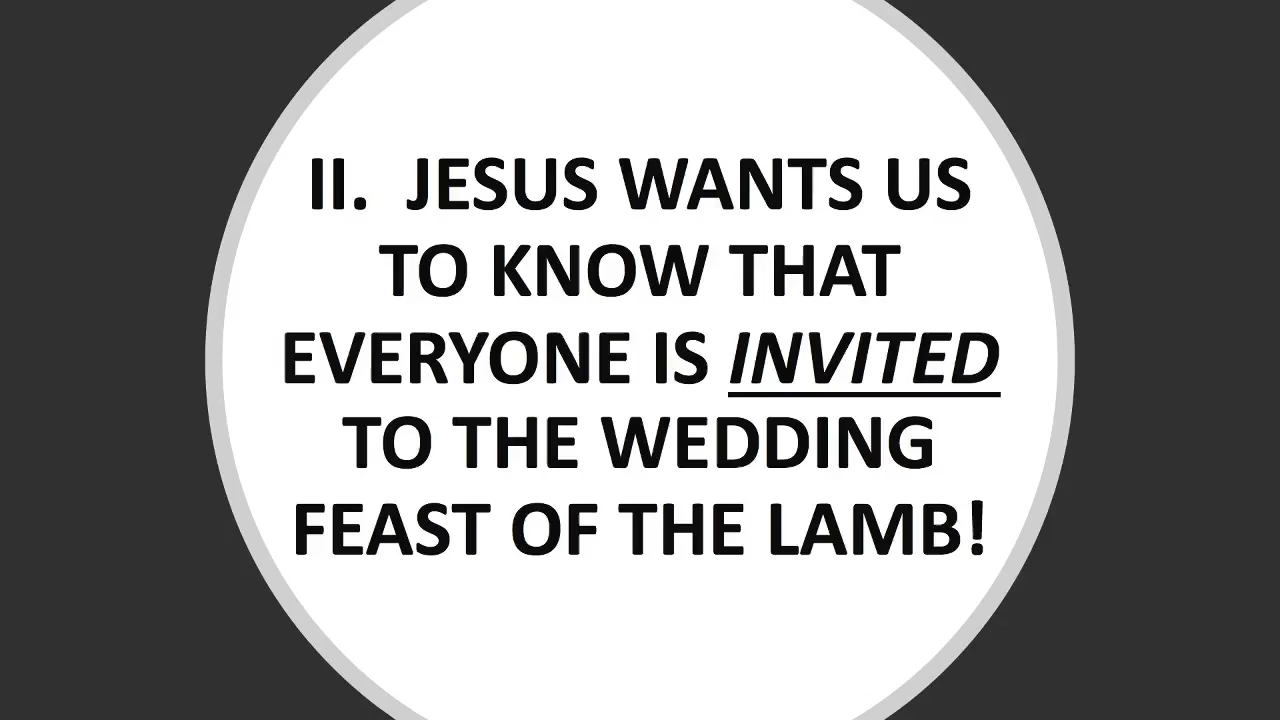 II.  JESUS WANTS US
TO KNOW THAT
EVERYONE IS INVITED
TO THE WEDDING
FEAST OF THE LAMB!